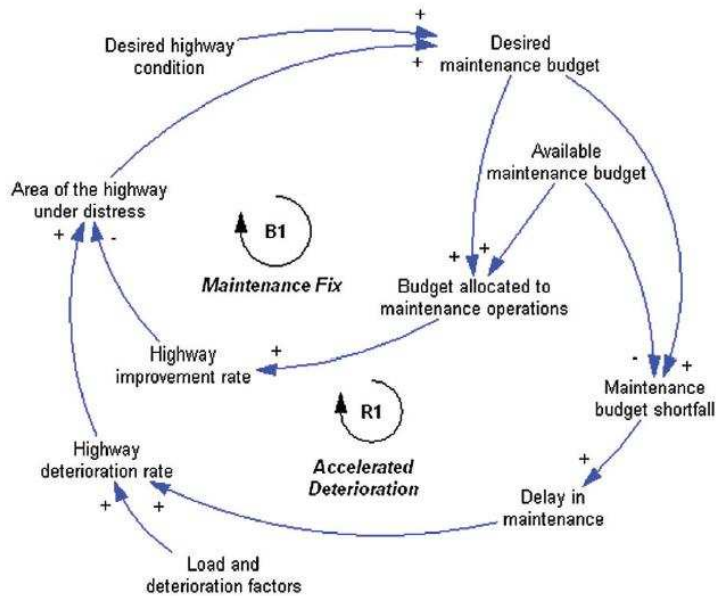 +
Desired highway
condition
+
Desired
maintenance budget
Available
maintenance budget
Area of the highway
under distress
+
-
B1
Maintenance Fix
+
+
Budget allocated to
maintenance operations
Highway
improvement rate
+
-
+
Maintenance
budget shortfall
R1
Accelerated
Deterioration
Highway
deterioration rate
+
+
+
Delay in
maintenance
Load and
deterioration factors